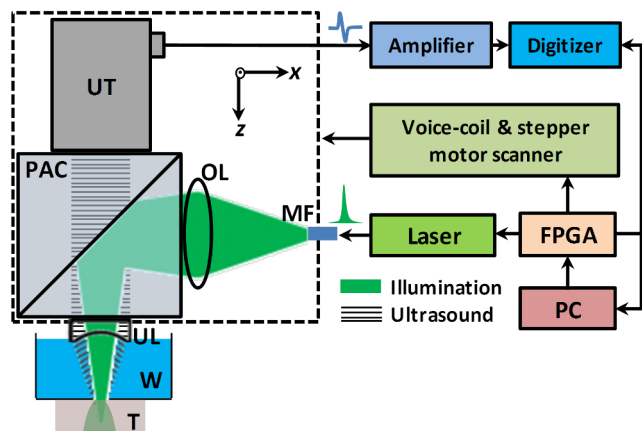 UT
Amplifier
Digitizer
x
z
Voice-coil & stepper
motor scanner
PAC
OL
MF
Laser
FPGA
Illumination
Ultrasound
PC
UL
W
T